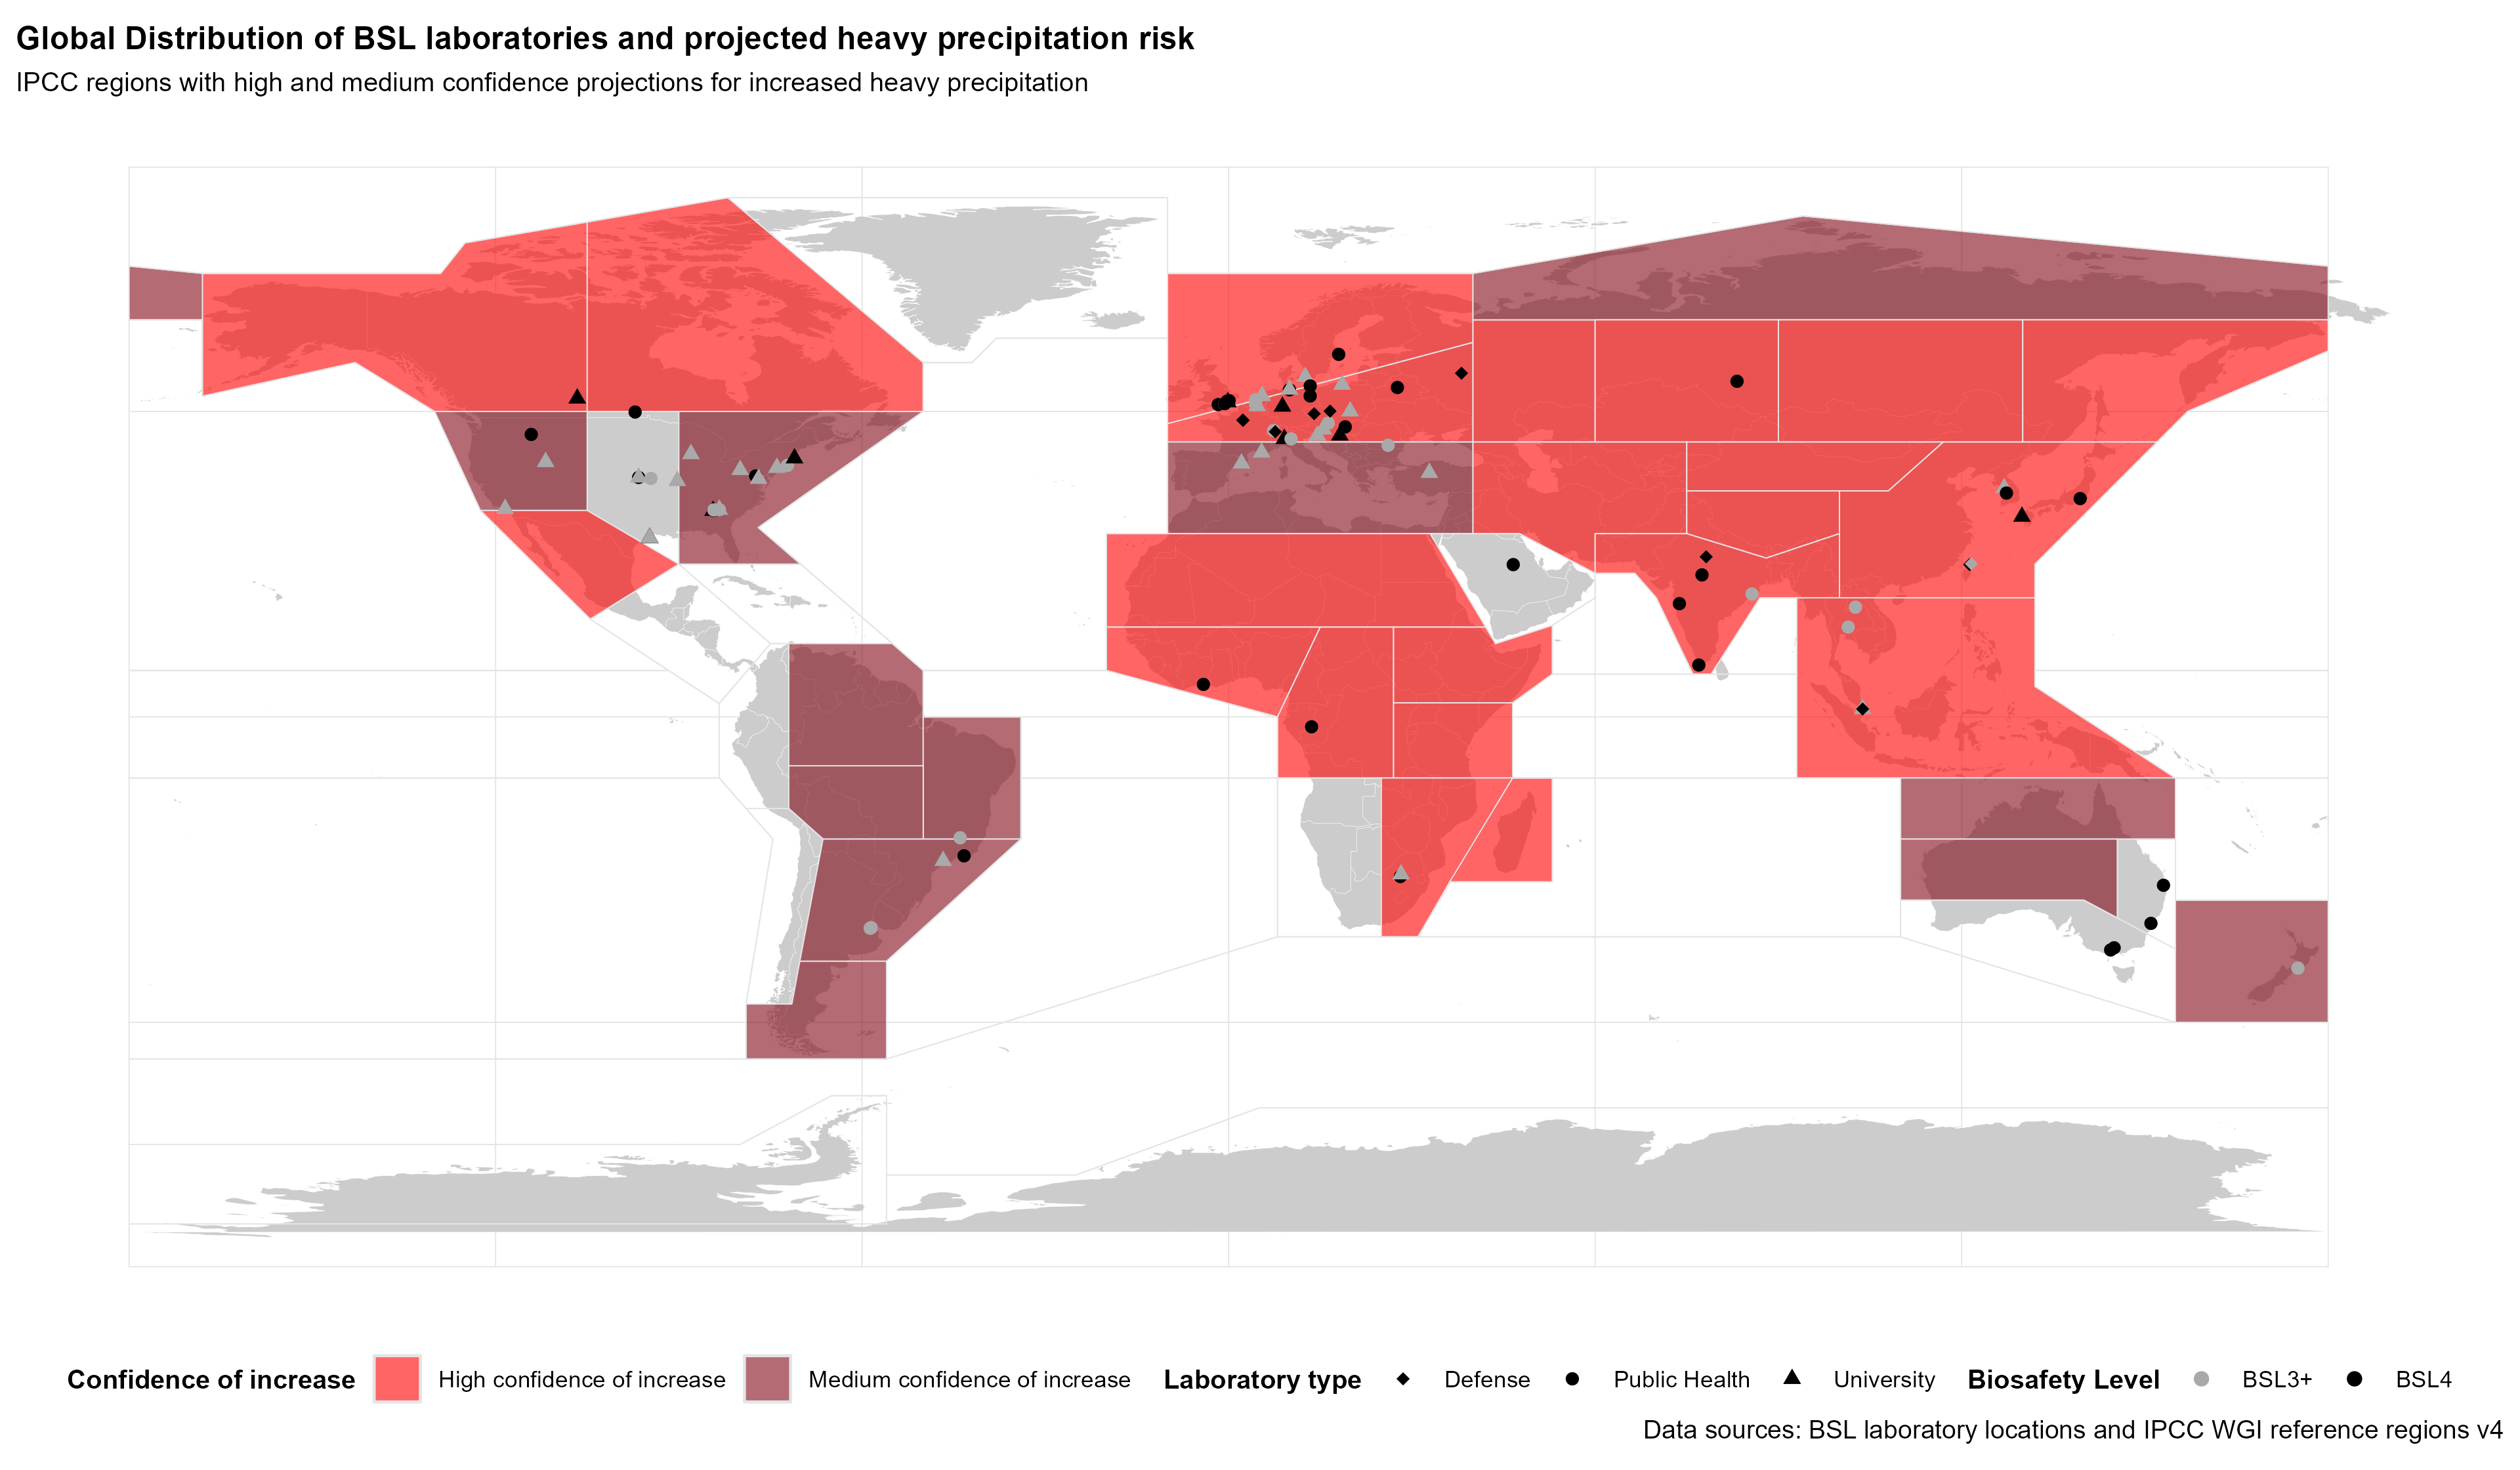 Global Distribution of BSL laboratories and projected heavy precipitation risk
IPCC regions with high and medium confidence projections for increased heavy precipitation
Confidence of increase High confidence of increase Medium confidence of increase Laboratory type Defense Public Health University Biosafety Level BSL3+ BSL4
Data sources: BSL laboratory locations and IPCC WGI reference regions v4